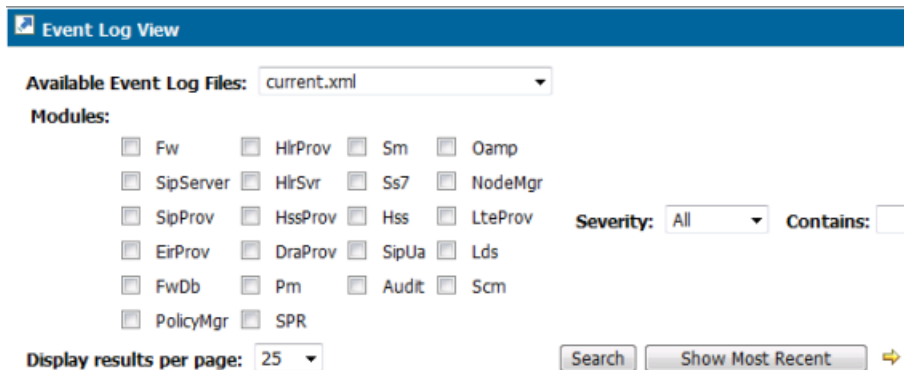 Event Log View
Available Event Log Files: current.xml
Modules:
Fw HlrProv Sm Oamp
SipServer HlrSvr Ss7 NodeMgr
SipProv HssProv Hss LteProv Severity: All Contains:
EirProv DraProv SipUa Lds
FwDb Pm Audit Scm
PolicyMgr SPR
Display results per page: 25 Search Show Most Recent